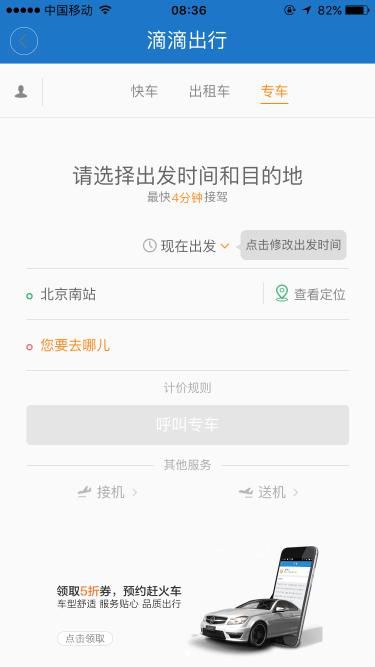 中国移动 08:36 82%
滴滴出行
快车 出租车 专车
请选择出发时间和目的地
最快4分钟接驾
现在出发 点击修改出发时间
北京南站 查看定位
您要去哪儿
计价规则
呼叫专车
其他服务
接机 送机
领取5折券，预约赶火车
车型舒适 服务贴心 品质出行
点击领取